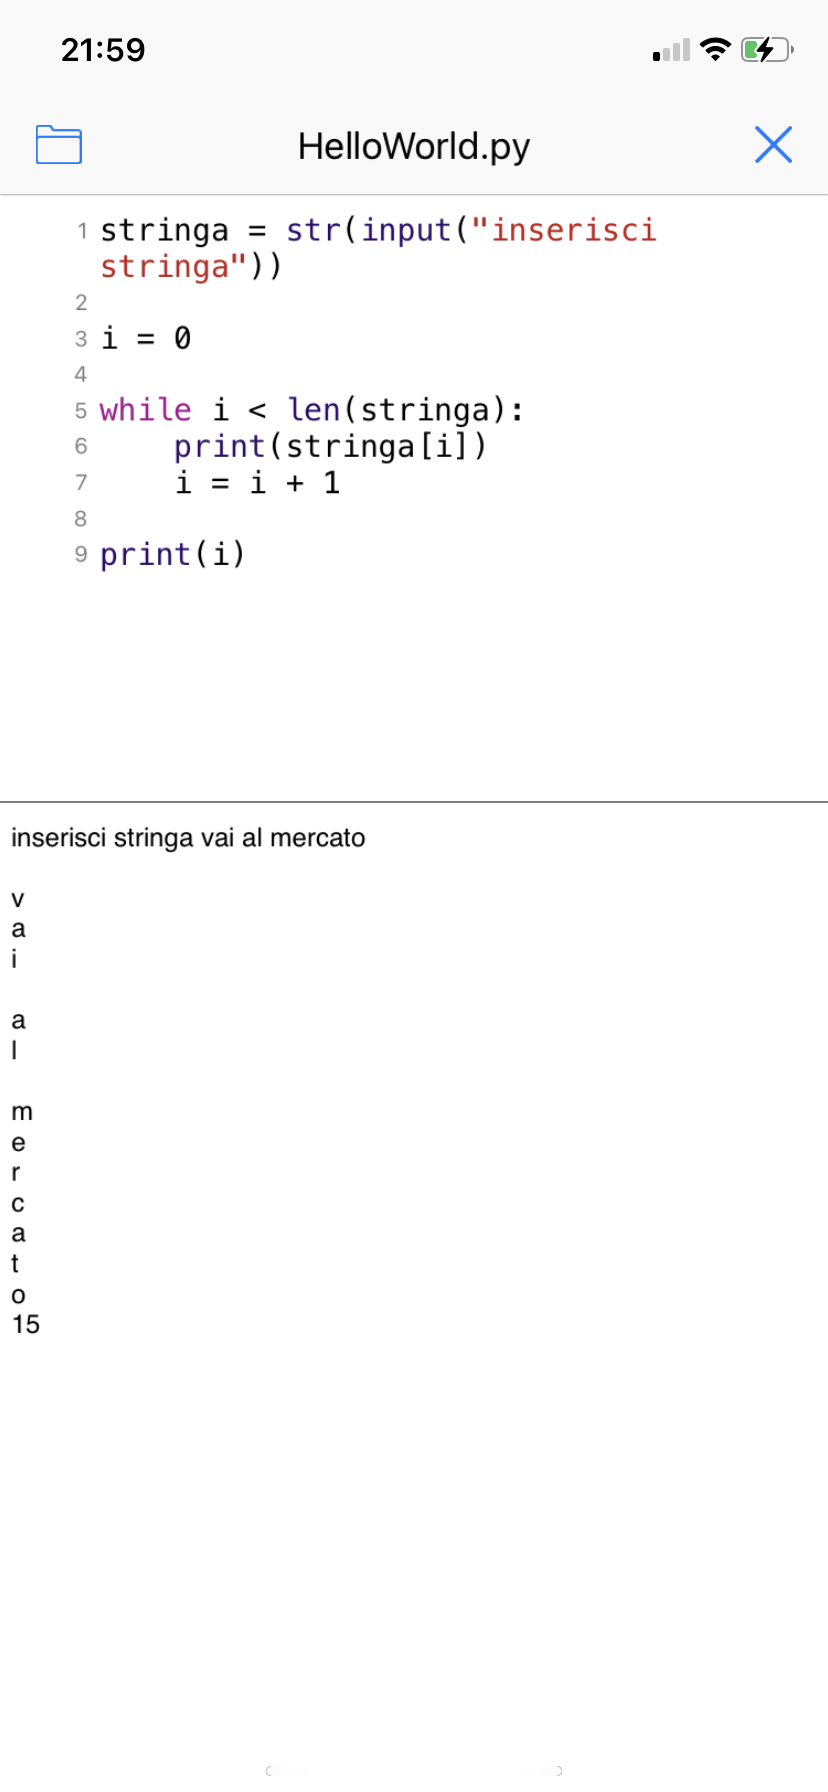 21:59
HelloWorld.py
1 stringa = str(input("inserisci
stringa"))
2
3 i = 0
4
5 while i < len(stringa):
6     print(stringa[i])
7     i = i + 1
8
9 print(i)
inserisci stringa vai al mercato
v
a
i
a
l
m
e
r
c
a
t
o
15